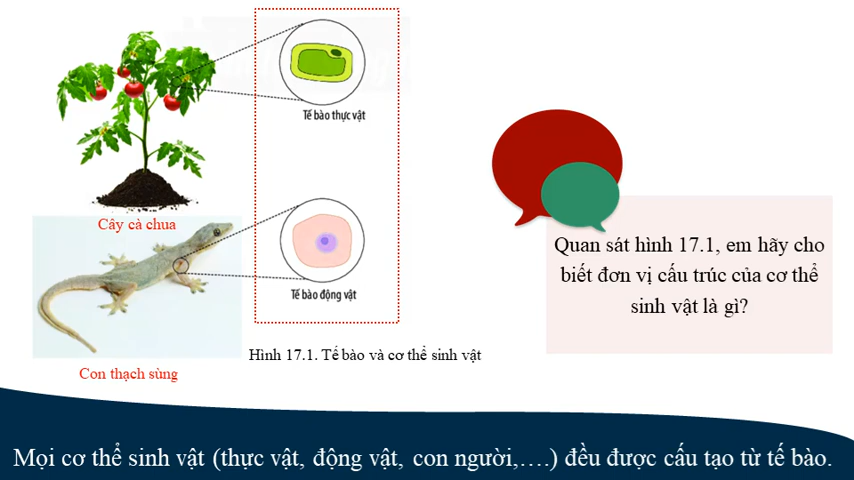 Tế bào thực vật
Cây cà chua
Tế bào động vật
Hình 17.1. Tế bào và cơ thể sinh vật
Con thạch sùng
Quan sát hình 17.1, em hãy cho
biết đơn vị cấu trúc của cơ thể
sinh vật là gì?
Mọi cơ thể sinh vật (thực vật, động vật, con người,….) đều được cấu tạo từ tế bào.